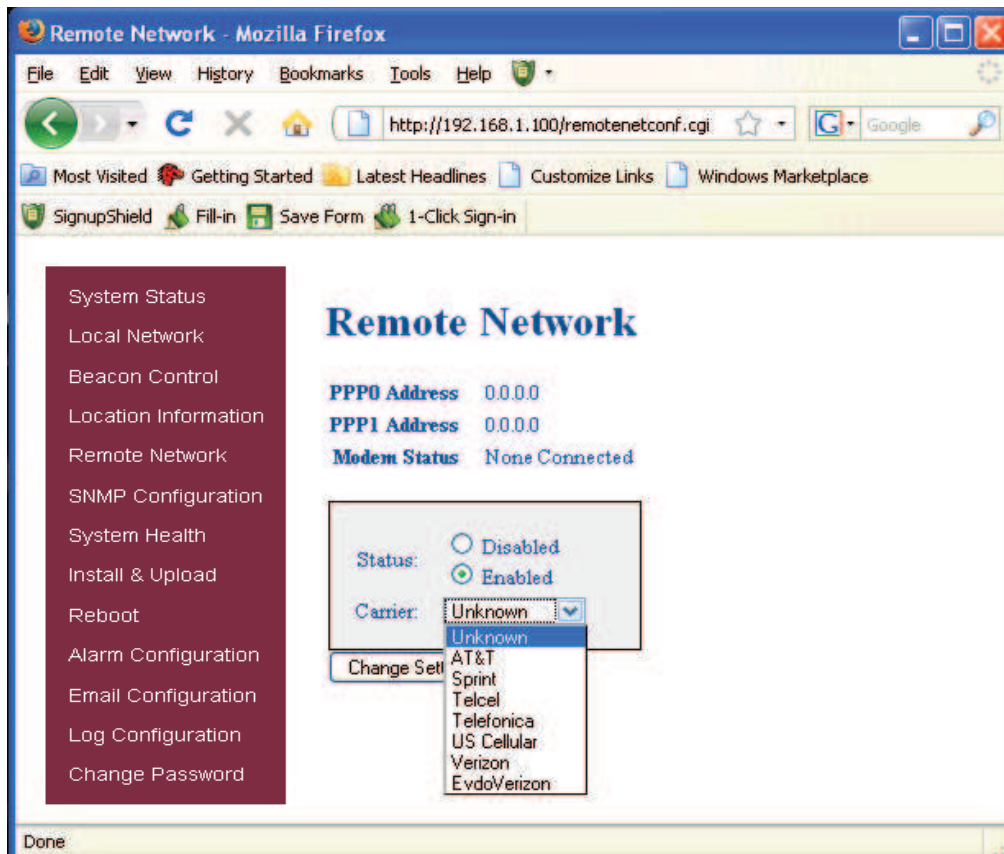 Remote Network - Mozilla Firefox
File Edit View History Bookmarks Tools Help
http://192.168.1.100/remotenetconf.cgi G Google
Most Visited Getting Started Latest Headlines Customize Links Windows Marketplace
SignupShield Fill-in Save Form 1-Click Sign-in
System Status
Local Network
Beacon Control
Location Information
Remote Network
SNMP Configuration
System Health
Install & Upload
Reboot
Alarm Configuration
Email Configuration
Log Configuration
Change Password
Remote Network
PPP0 Address 0.0.0.0
PPP1 Address 0.0.0.0
Modem Status None Connected
Status: Disabled
Enabled
Carrier: Unknown
Unknown
AT&T
Sprint
Telcel
Telefonica
US Cellular
Verizon
EvdoVerizon
Change
Done